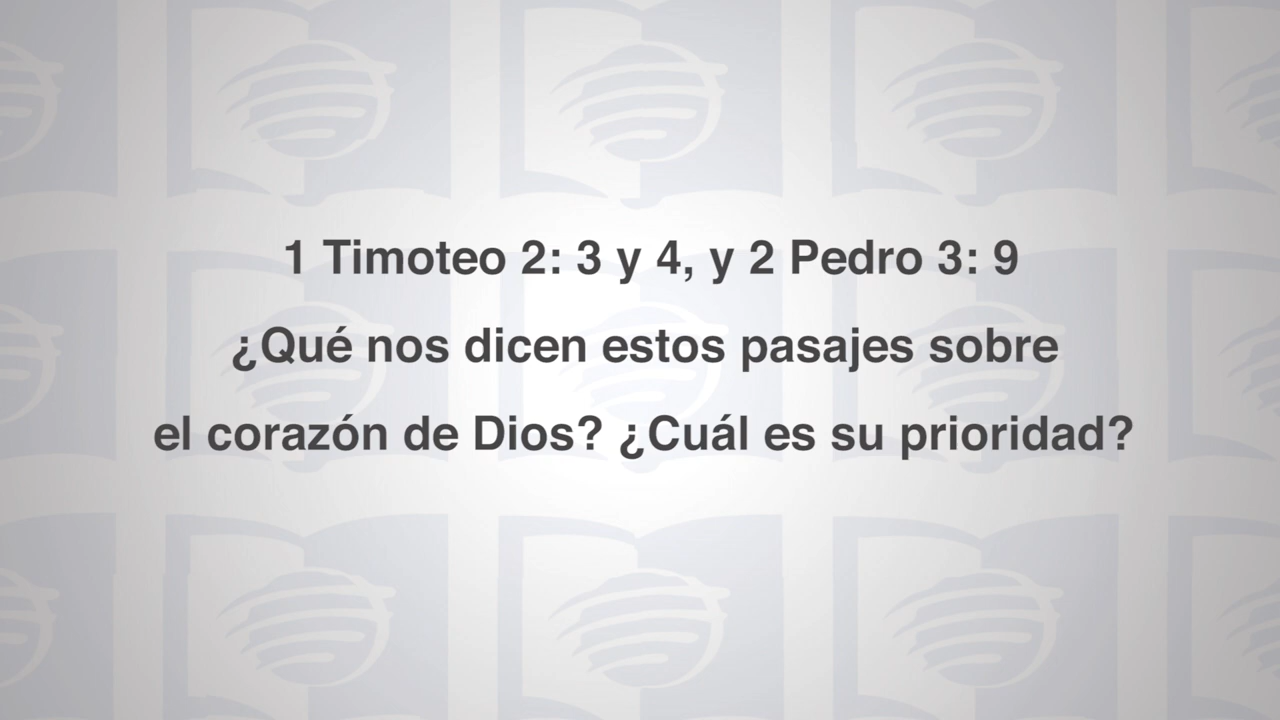 1 Timoteo 2: 3 y 4, y 2 Pedro 3: 9
¿Qué nos dicen estos pasajes sobre
el corazón de Dios? ¿Cuál es su prioridad?